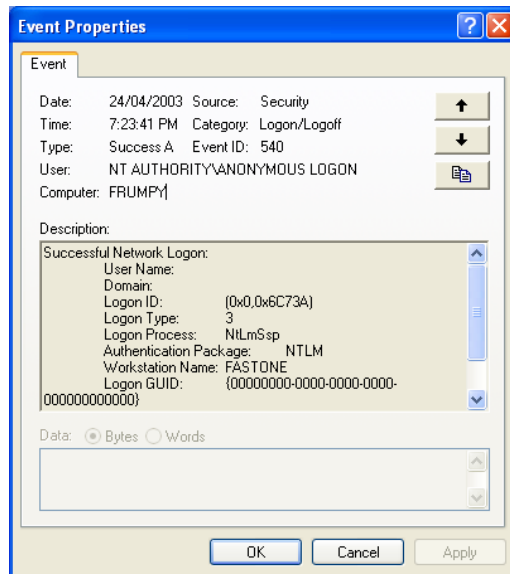 Event Properties
Event
Date: 24/04/2003 Source: Security
Time: 7:23:41 PM Category: Logon/Logoff
Type: Success A Event ID: 540
User: NT AUTHORITY\ANONYMOUS LOGON
Computer: FRUMPY
Description:
Successful Network Logon:
User Name:
Domain:
Logon ID: (0x0,0x6C73A)
Logon Type: 3
Logon Process: NtLmSsp
Authentication Package: NTLM
Workstation Name: FASTONE
Logon GUID: {00000000-0000-0000-0000-
000000000000}
Data: Bytes Words
OK Cancel Apply